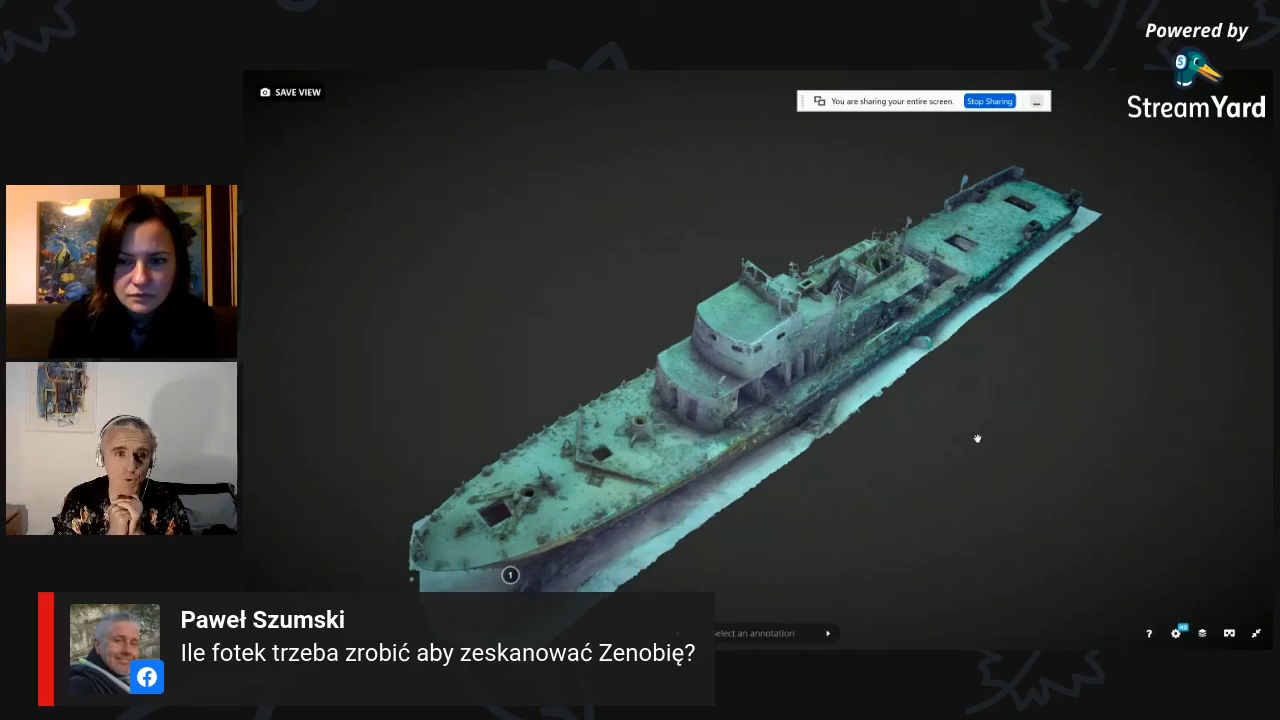 Powered by
StreamYard
SAVE VIEW
You are sharing your entire screen.
Stop Sharing
1
Select an annotation
?
HD
Paweł Szumski
Ile fotek trzeba zrobić aby zeskanować Zenobię?